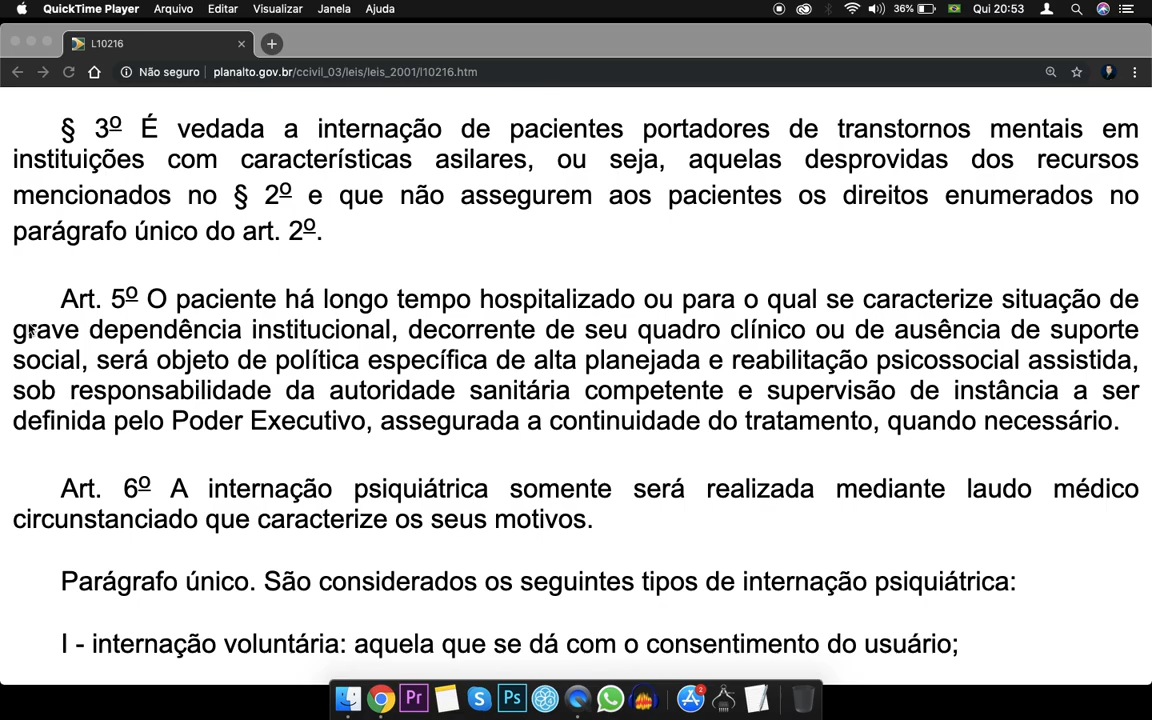 QuickTime Player Arquivo Editar Visualizar Janela Ajuda 36% Qui 20:53
L10216
Não seguro planalto.gov.br/ccivil_03/leis/leis_2001/l10216.htm
§ 3º É vedada a internação de pacientes portadores de transtornos mentais em
instituições com características asilares, ou seja, aquelas desprovidas dos recursos
mencionados no § 2º e que não assegurem aos pacientes os direitos enumerados no
parágrafo único do art. 2º.
Art. 5º O paciente há longo tempo hospitalizado ou para o qual se caracterize situação de
grave dependência institucional, decorrente de seu quadro clínico ou de ausência de suporte
social, será objeto de política específica de alta planejada e reabilitação psicossocial assistida,
sob responsabilidade da autoridade sanitária competente e supervisão de instância a ser
definida pelo Poder Executivo, assegurada a continuidade do tratamento, quando necessário.
Art. 6º A internação psiquiátrica somente será realizada mediante laudo médico
circunstanciado que caracterize os seus motivos.
Parágrafo único. São considerados os seguintes tipos de internação psiquiátrica:
I - internação voluntária: aquela que se dá com o consentimento do usuário;
Pr S Ps 2